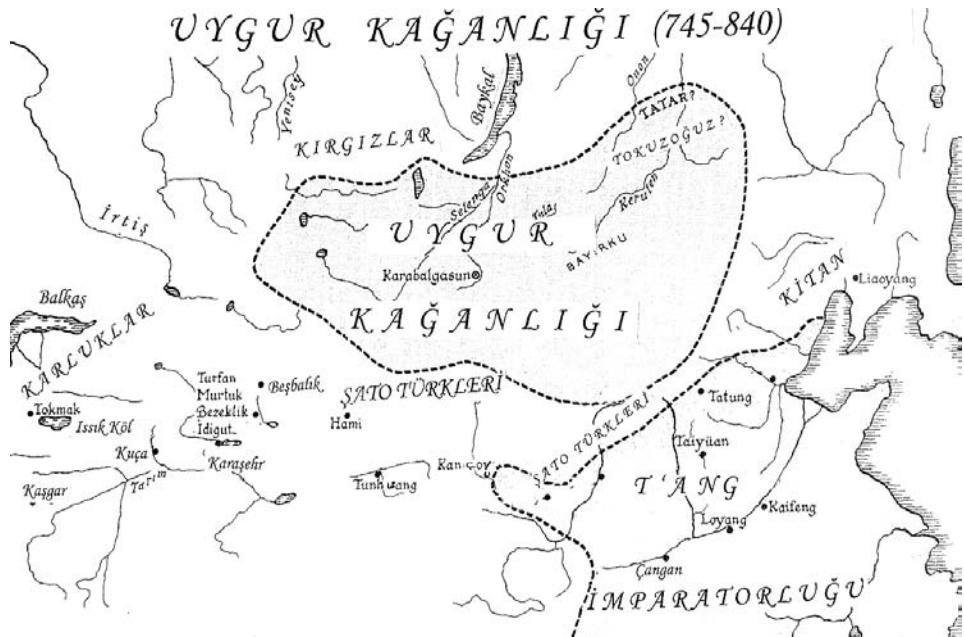 UYGUR KAĞANLIĞI (745-840)
Yenisey
Baykal
Onon
TATAR?
KIRGIZLAR
TOKUZOĞUZ?
Orkhon
Selenga
Kerulen
İrtiş
Tula
UYGUR
BAYIRKU
Karabalgasun
KİTAN
Liaoyang
Balkaş
KAĞANLIĞI
KARLUKLAR
Turfan
Murtuk
Bezeklik
İdigut
Beşbalık
ŞATO TÜRKLERİ
Tatung
Tokmak
Issık Köl
Hami
ŞATO TÜRKLERİ
Taiyüan
Kuça
Karaşehr
Kaşgar
Tarim
Tunhuang
T'ANG
Kaifeng
Loyang
Çangan
İMPARATORLUĞU